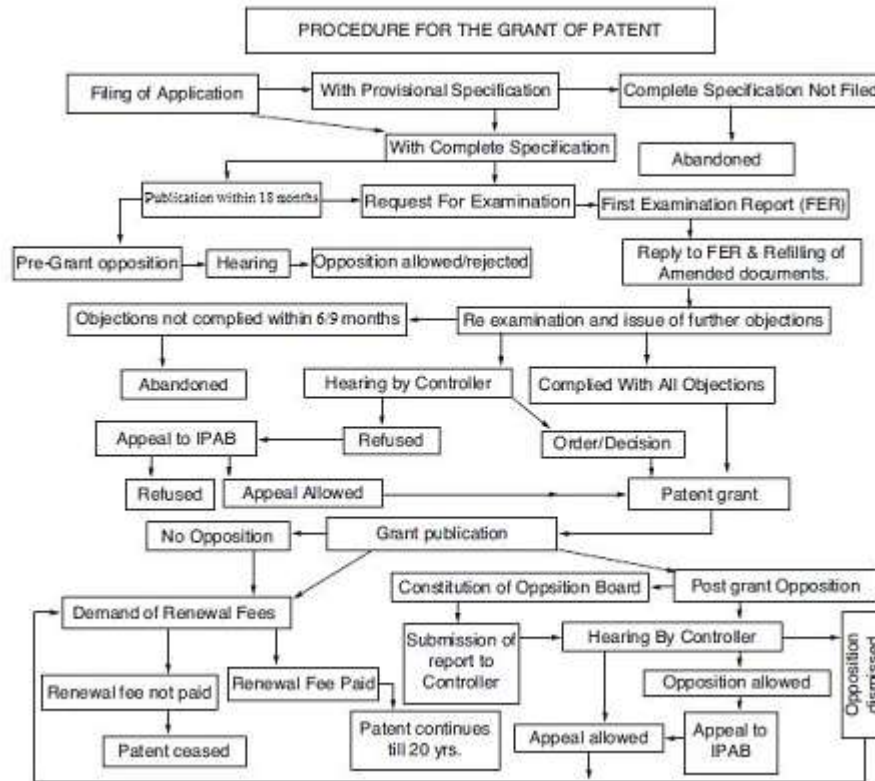 PROCEDURE FOR THE GRANT OF PATENT
Filing of Application
With Provisional Specification
Complete Specification Not Filed
With Complete Specification
Abandoned
Publication within 18 months
Request For Examination
First Examination Report (FER)
Pre-Grant opposition
Hearing
Opposition allowed/rejected
Reply to FER & Refilling of
Amended documents.
Objections not complied within 6/9 months
Re examination and issue of further objections
Abandoned
Hearing by Controller
Complied With All Objections
Appeal to IPAB
Refused
Order/Decision
Refused
Appeal Allowed
Patent grant
No Opposition
Grant publication
Constitution of Oppsition Board
Post grant Opposition
Demand of Renewal Fees
Submission of
report to
Controller
Hearing By Controller
Opposition
dismissed
Renewal fee not paid
Renewal Fee Paid
Opposition allowed
Patent ceased
Patent continues
till 20 yrs.
Appeal allowed
Appeal to
IPAB